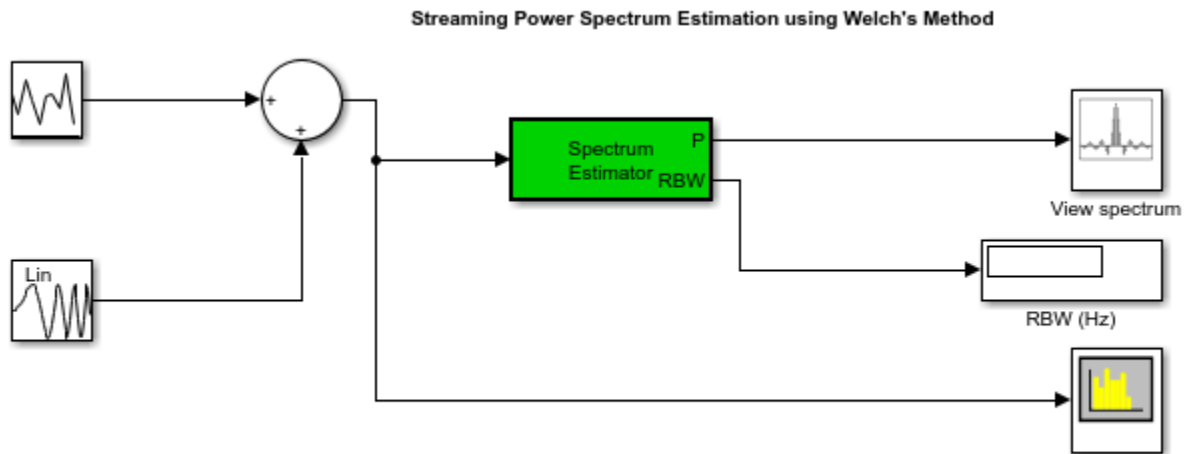 Streaming Power Spectrum Estimation using Welch's Method
+
+
Spectrum
Estimator
P
RBW
View spectrum
Lin
RBW (Hz)